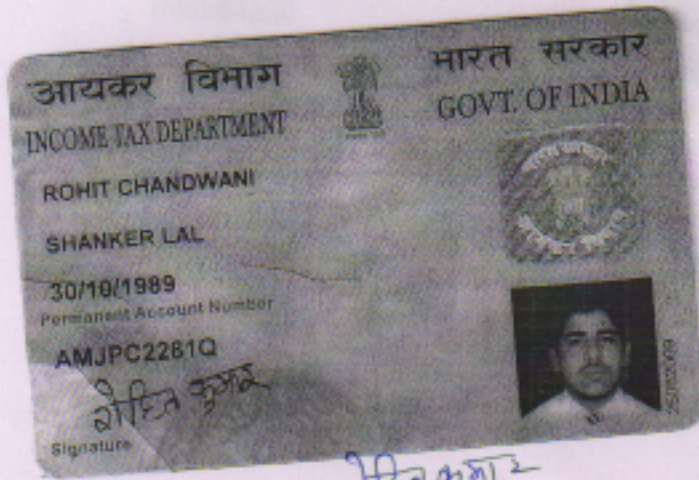 आयकर विभाग
INCOME TAX DEPARTMENT
भारत सरकार
GOVT. OF INDIA
ROHIT CHANDWANI
SHANKER LAL
30/10/1989
Permanent Account Number
AMJPC2281Q
रोहित कुमार
Signature
25082009